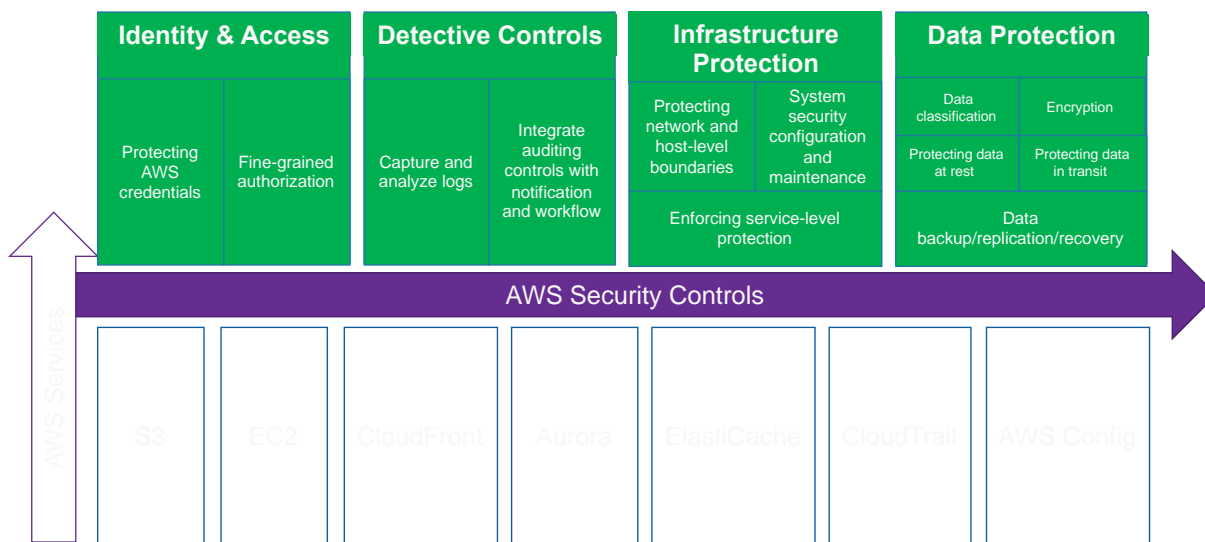 Identity & Access
Detective Controls
Infrastructure
Protection
Data Protection
Protecting
AWS
credentials
Fine-grained
authorization
Capture and
analyze logs
Integrate
auditing
controls with
notification
and workflow
Protecting
network and
host-level
boundaries
System
security
configuration
and
maintenance
Enforcing service-level
protection
Data
classification
Encryption
Protecting data
at rest
Protecting data
in transit
Data
backup/replication/recovery
AWS Security Controls
AWS Services
S3
EC2
CloudFront
Aurora
ElastiCache
CloudTrail
AWS Config